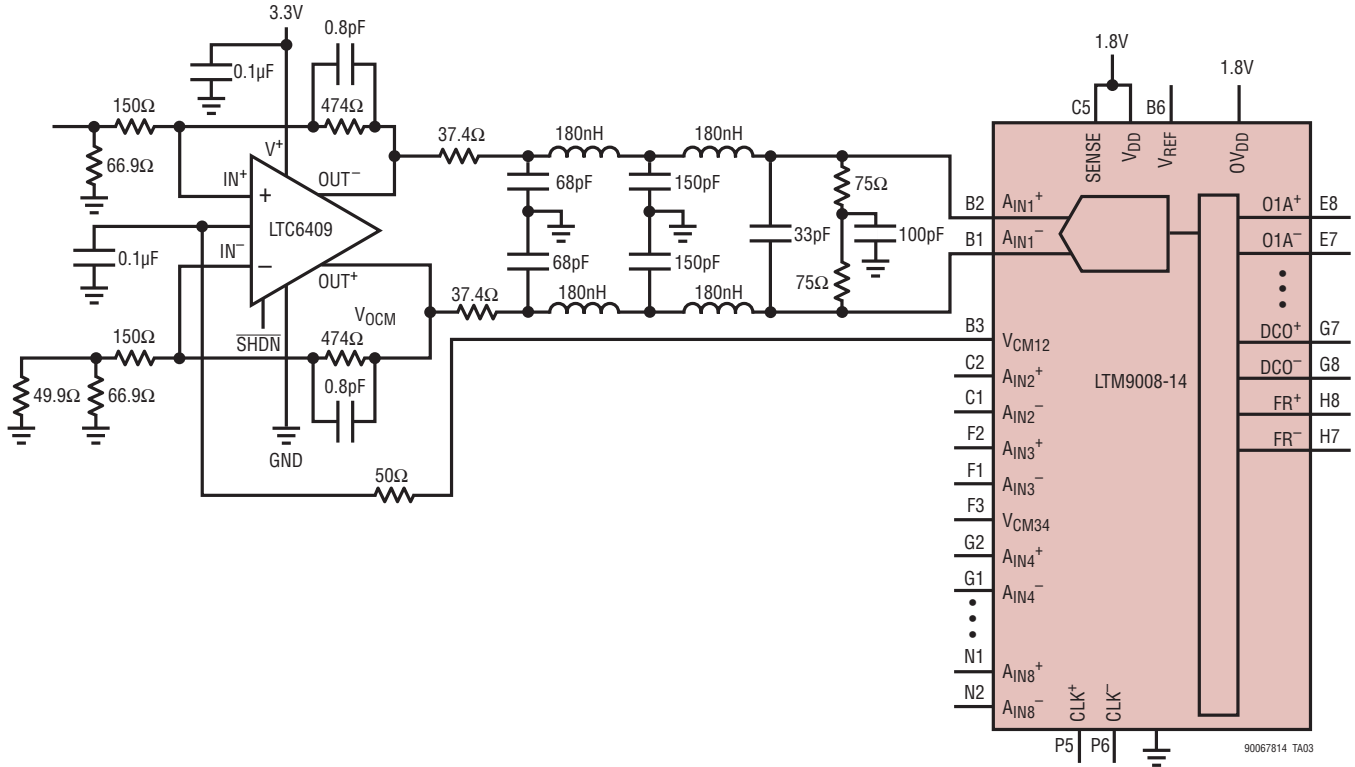 3.3V
0.8pF
0.1µF
1.8V
1.8V
C5
B6
150Ω
474Ω
66.9Ω
V+
IN+
+
OUT−
LTC6409
IN−
−
OUT+
0.1µF
37.4Ω
180nH
180nH
68pF
150pF
75Ω
33pF
100pF
68pF
150pF
75Ω
37.4Ω
180nH
180nH
VOCM
SHDN
150Ω
474Ω
0.8pF
49.9Ω
66.9Ω
GND
50Ω
SENSE
VDD
VREF
OVDD
B2
AIN1+
B1
AIN1−
B3
VCM12
C2
AIN2+
C1
AIN2−
F2
AIN3+
F1
AIN3−
F3
VCM34
G2
AIN4+
G1
AIN4−
N1
AIN8+
N2
AIN8−
LTM9008-14
O1A+
E8
O1A−
E7
DCO+
G7
DCO−
G8
FR+
H8
FR−
H7
CLK+
CLK−
P5
P6
90067814 TA03